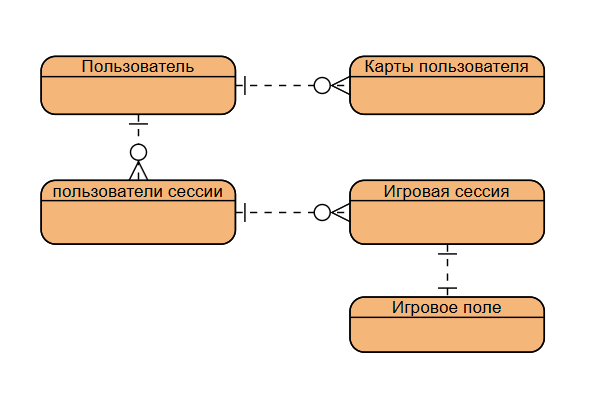 Пользователь
Карты пользователя
пользователи сессии
Игровая сессия
Игровое поле